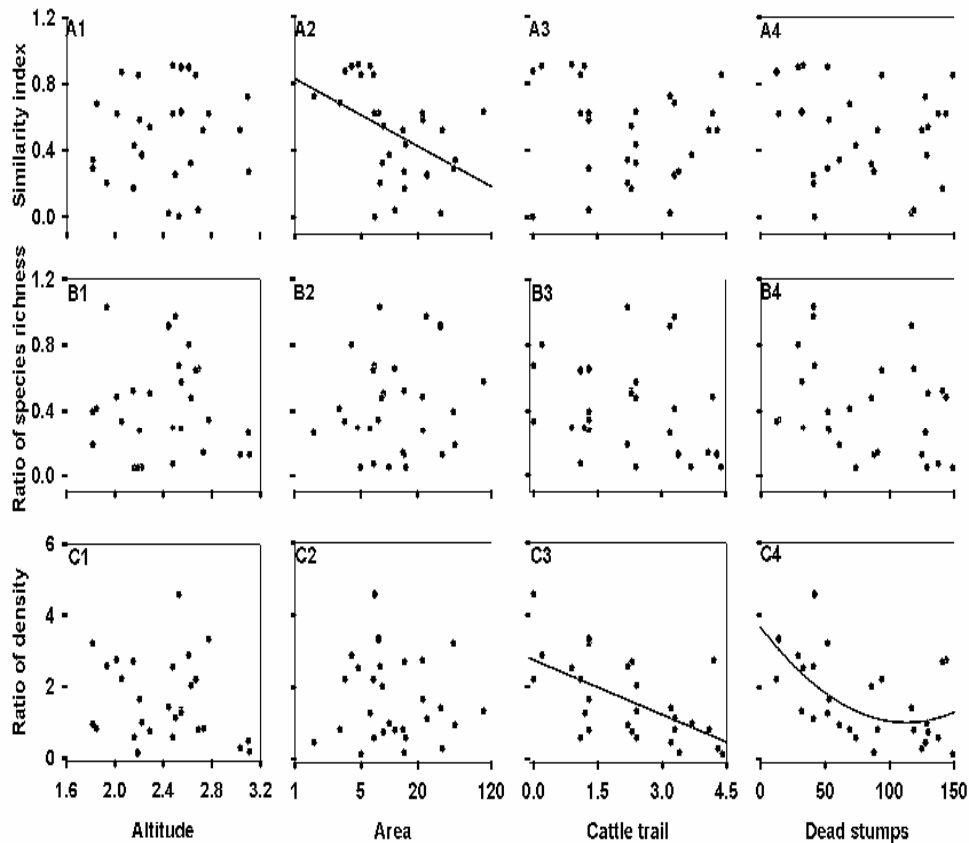 A1 A2 A3 A4
Similarity index
1.2
0.8
0.4
0.0
B1 B2 B3 B4
Ratio of species richness
1.2
0.8
0.4
0.0
C1 C2 C3 C4
Ratio of density
6
4
2
0
1.6 2.0 2.4 2.8 3.2
1 5 20 120
0.0 1.5 3.0 4.5
0 50 100 150
Altitude Area Cattle trail Dead stumps